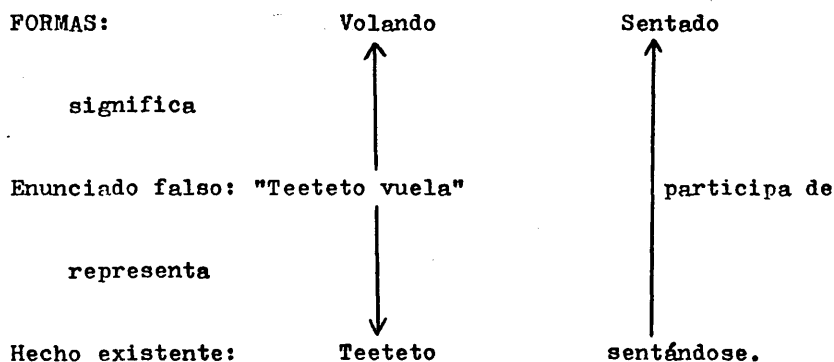 FORMAS: Volando Sentado
significa
Enunciado falso: "Teeteto vuela" participa de
representa
Hecho existente: Teeteto sentándose.